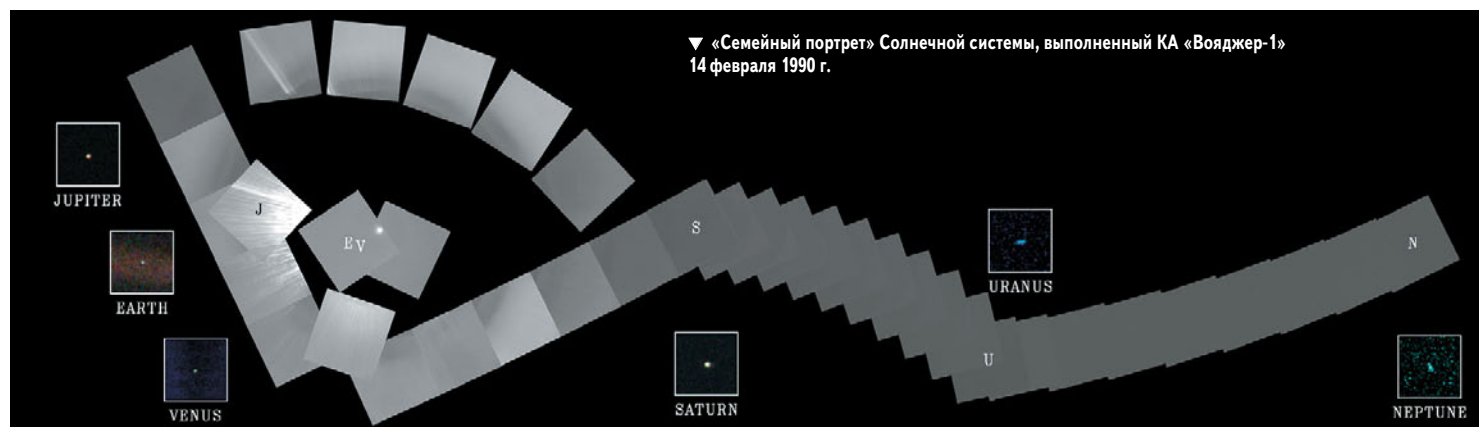 ▼ «Семейный портрет» Солнечной системы, выполненный КА «Вояджер-1»
14 февраля 1990 г.
JUPITER
J
E V
S
EARTH
URANUS
N
VENUS
U
SATURN
NEPTUNE